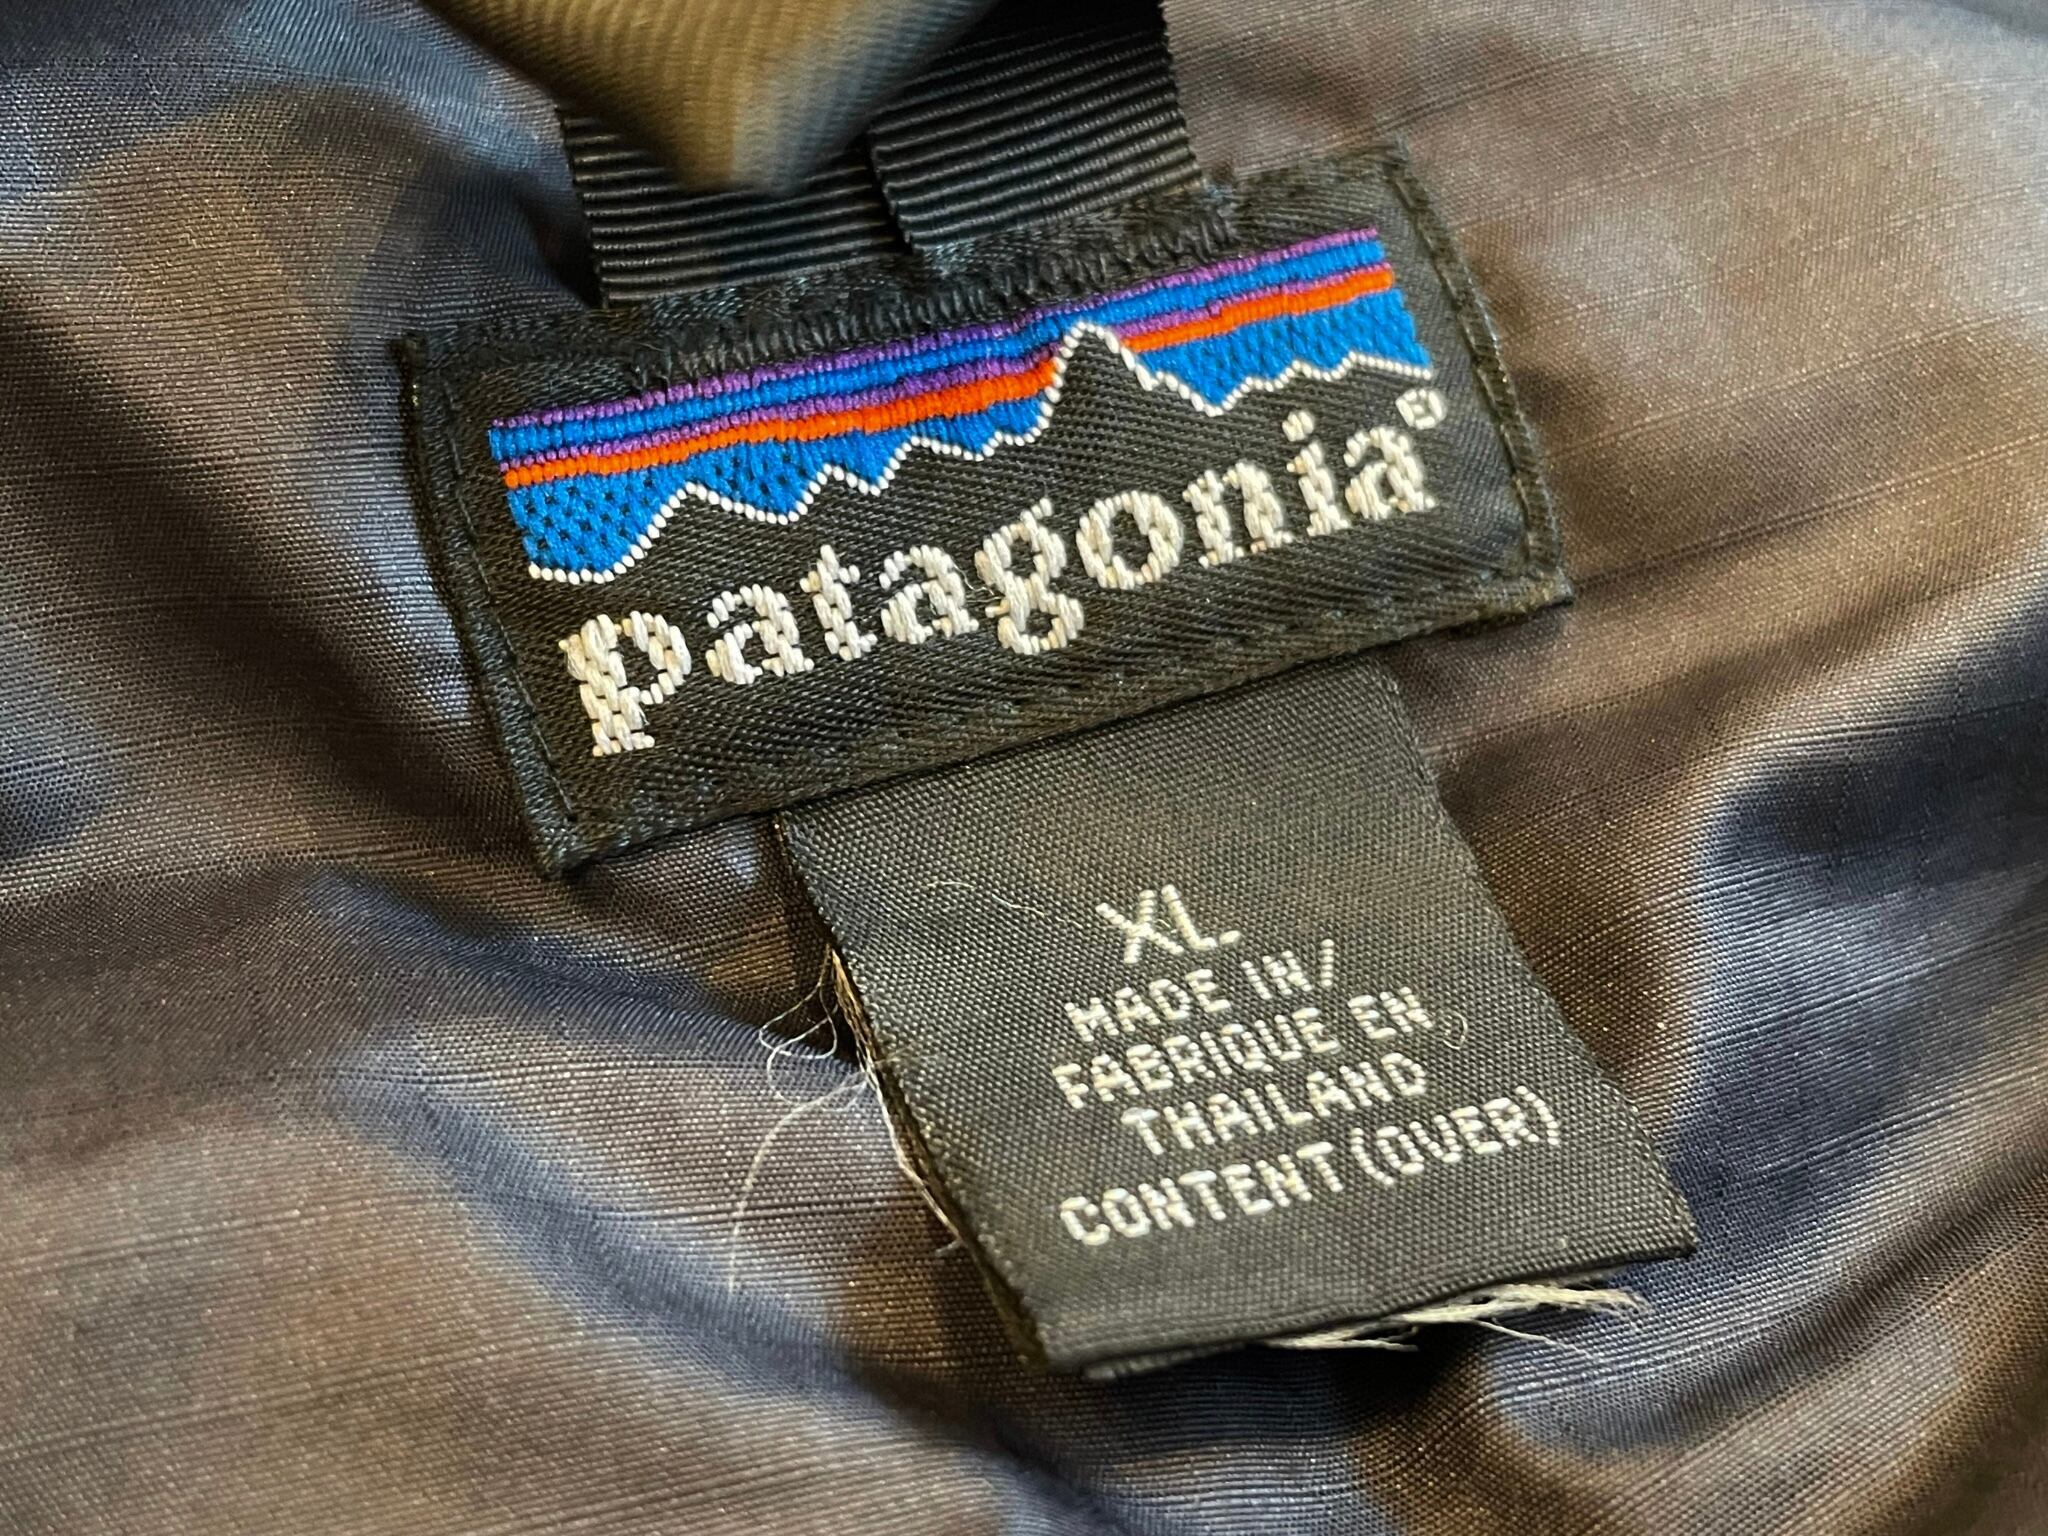 patagonia®
XL
MADE IN/
FABRIQUE EN
THAILAND
CONTENT (OVER)